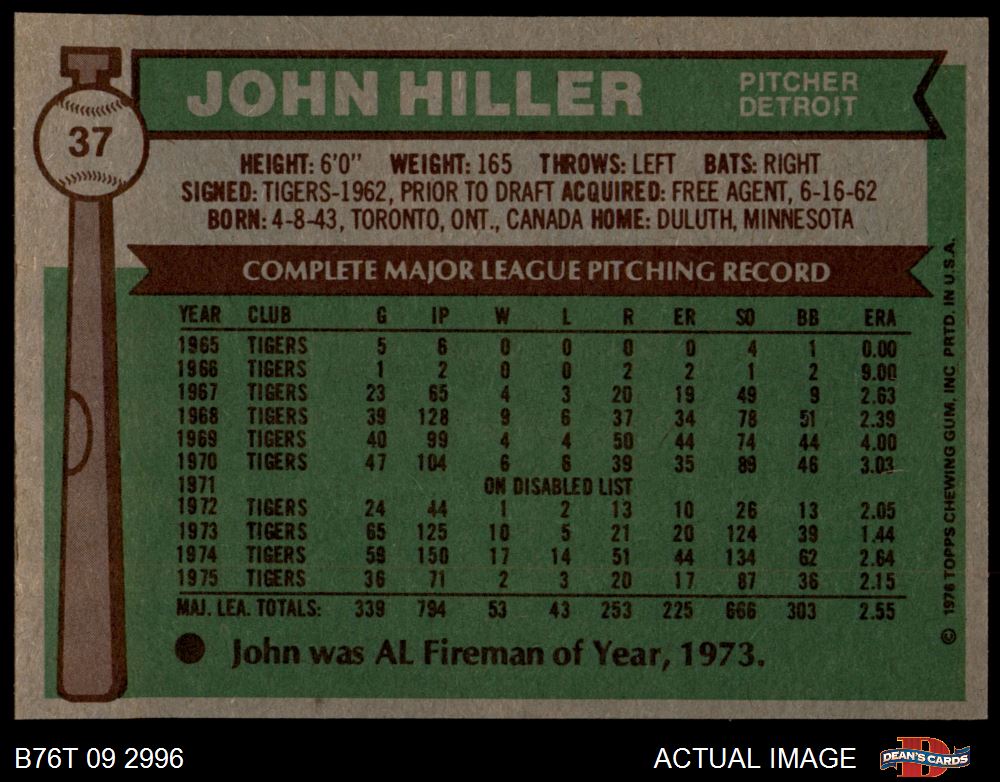 37
JOHN HILLER
PITCHER
DETROIT
HEIGHT: 6'0" WEIGHT: 165 THROWS: LEFT BATS: RIGHT
SIGNED: TIGERS-1962, PRIOR TO DRAFT ACQUIRED: FREE AGENT, 6-16-62
BORN: 4-8-43, TORONTO, ONT., CANADA HOME: DULUTH, MINNESOTA
COMPLETE MAJOR LEAGUE PITCHING RECORD
YEAR CLUB G IP W L R ER SO BB ERA
1965 TIGERS 5 6 0 0 0 0 4 1 0.00
1966 TIGERS 1 2 0 0 2 2 1 2 9.00
1967 TIGERS 23 65 4 3 20 19 49 9 2.63
1968 TIGERS 39 128 9 6 37 34 78 51 2.39
1969 TIGERS 40 99 4 4 50 44 74 44 4.00
1970 TIGERS 47 104 6 6 39 35 89 46 3.03
1971 ON DISABLED LIST
1972 TIGERS 24 44 1 2 13 10 26 13 2.05
1973 TIGERS 65 125 10 5 21 20 124 39 1.44
1974 TIGERS 59 150 17 14 51 44 134 62 2.64
1975 TIGERS 36 71 2 3 20 17 87 36 2.15
MAJ. LEA. TOTALS: 339 794 53 43 253 225 666 303 2.55
John was AL Fireman of Year, 1973.
© 1976 TOPPS CHEWING GUM, INC PRTD. IN U.S.A.
B76T 09 2996
ACTUAL IMAGE
DEAN'S CARDS